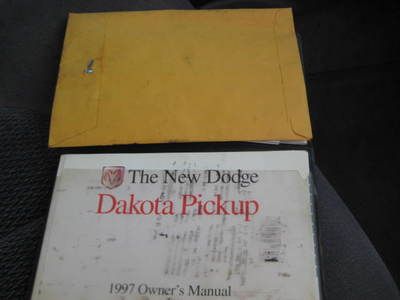 The New Dodge
Dakota Pickup
1997 Owner's Manual